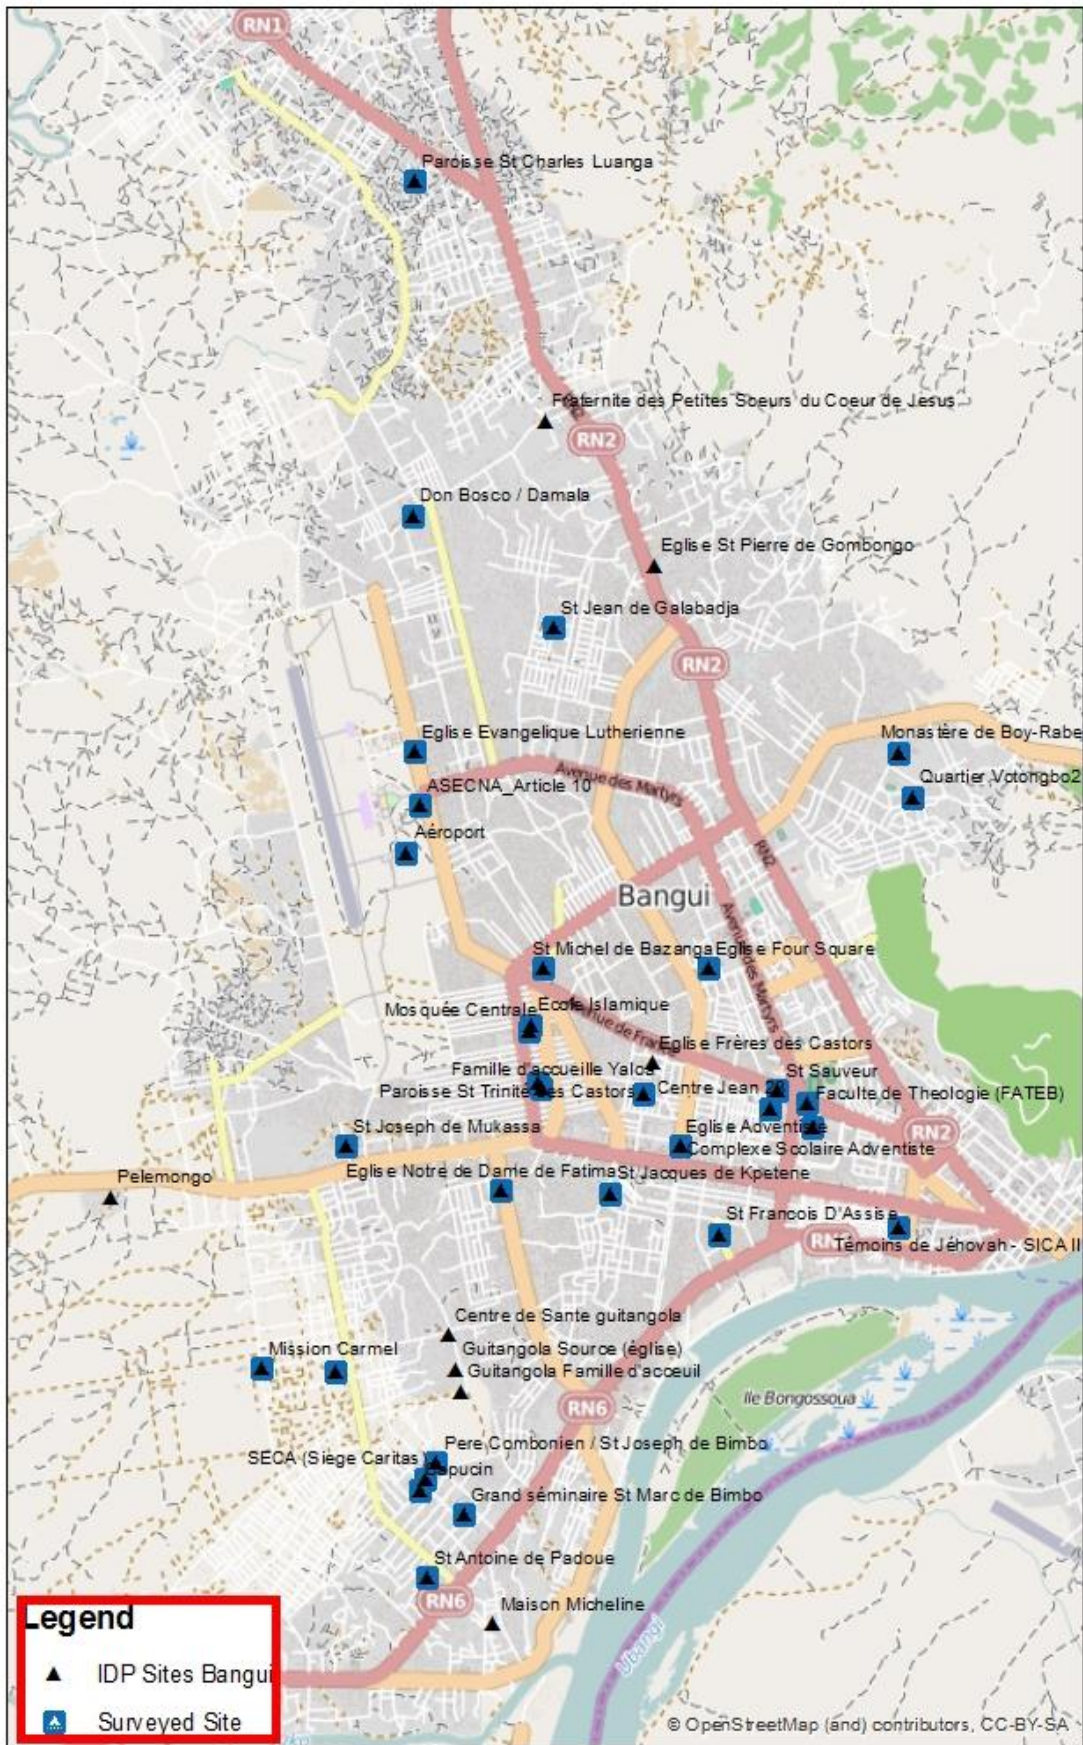 RN1
Paroisse St Charles Luanga
Fraternite des Petites Soeurs du Coeur de Jesus
RN2
Don Bosco / Damala
Eglise St Pierre de Gombongo
St Jean de Galabadja
RN2
Eglise Evangelique Lutherienne
Monastère de Boy-Rabe
Avenue des Martyrs
Quartier Votongbo2
ASECNA_Article 10
Aéroport
RN2
Bangui
Avenue des Martyrs
St Michel de Bazanga
Eglise Four Square
Ecole Islamique
Mosquée Centrale
Rue de France
Eglise Frères des Castors
Famille d'accueille Yaloa
St Sauveur
Paroisse St Trinite des Castors
Centre Jean 23
Faculte de Theologie (FATEB)
St Joseph de Mukassa
Eglise Adventiste
RN2
Complexe Scolaire Adventiste
Pelemongo
Eglise Notre de Dame de Fatima
St Jacques de Kpetene
St Francois D'Assise
Témoins de Jéhovah - SICA II
Centre de Sante guitangola
Mission Carmel
Guitangola Source (église)
Guitangola Famille d'acceuil
Ile Bongossoua
RN6
Pere Combonien / St Joseph de Bimbo
SECA (Siege Caritas)
Capucin
Grand séminaire St Marc de Bimbo
St Antoine de Padoue
RN6
Maison Micheline
Ubangi
Legend
IDP Sites Bangui
Surveyed Site
© OpenStreetMap (and) contributors, CC-BY-SA